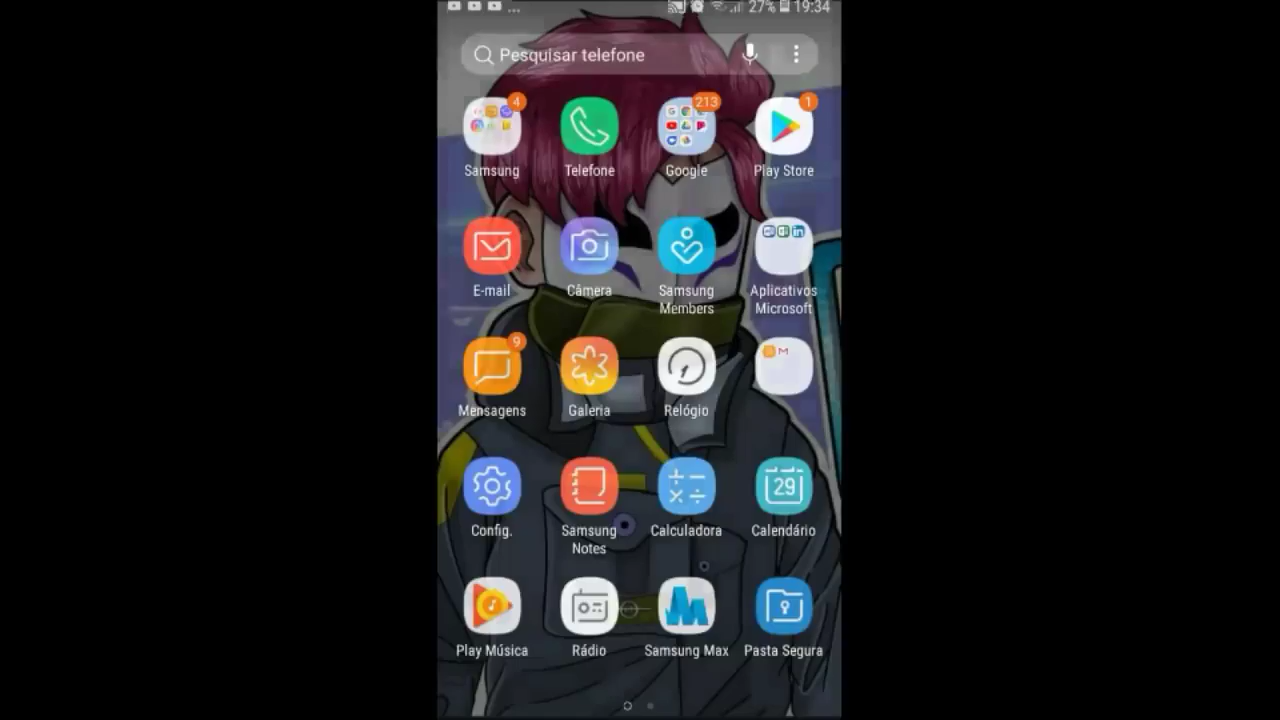 ... 27% 19:34
Pesquisar telefone
4 213 1
Samsung Telefone Google Play Store
E-mail Câmera Samsung Members Aplicativos Microsoft
9
Mensagens Galeria Relógio
29
Config. Samsung Notes Calculadora Calendário
Play Música Rádio Samsung Max Pasta Segura